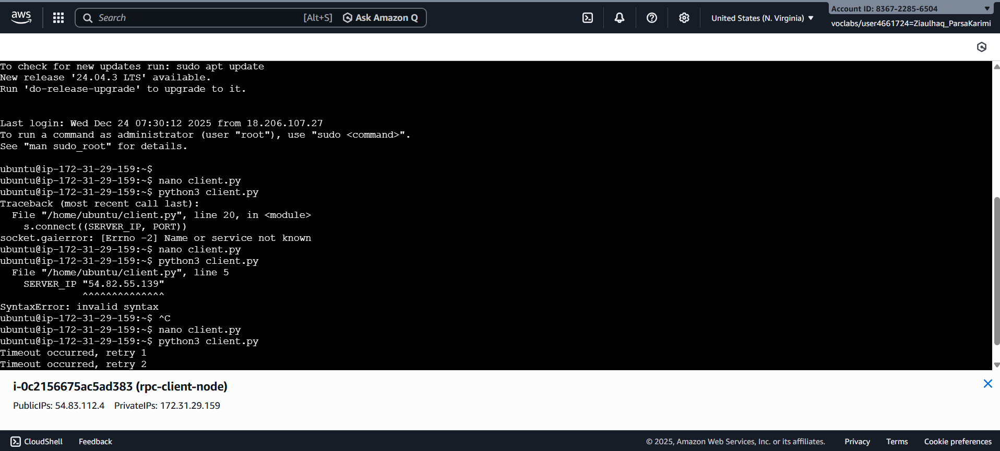 aws
Search [Alt+S] Ask Amazon Q
United States (N. Virginia) ▼
Account ID: 8367-2285-6504 ▼
voclabs/user4661724=Ziaulhaq_ParsaKarimi
To check for new updates run: sudo apt update
New release '24.04.3 LTS' available.
Run 'do-release-upgrade' to upgrade to it.
Last login: Wed Dec 24 07:30:12 2025 from 18.206.107.27
To run a command as administrator (user "root"), use "sudo <command>".
See "man sudo_root" for details.
ubuntu@ip-172-31-29-159:~$
ubuntu@ip-172-31-29-159:~$ nano client.py
ubuntu@ip-172-31-29-159:~$ python3 client.py
Traceback (most recent call last):
  File "/home/ubuntu/client.py", line 20, in <module>
    s.connect((SERVER_IP, PORT))
socket.gaierror: [Errno -2] Name or service not known
ubuntu@ip-172-31-29-159:~$ nano client.py
ubuntu@ip-172-31-29-159:~$ python3 client.py
  File "/home/ubuntu/client.py", line 5
    SERVER_IP "54.82.55.139"
              ^^^^^^^^^^^^^^
SyntaxError: invalid syntax
ubuntu@ip-172-31-29-159:~$ ^C
ubuntu@ip-172-31-29-159:~$ nano client.py
ubuntu@ip-172-31-29-159:~$ python3 client.py
Timeout occurred, retry 1
Timeout occurred, retry 2
i-0c2156675ac5ad383 (rpc-client-node)
PublicIPs: 54.83.112.4 PrivateIPs: 172.31.29.159
CloudShell Feedback © 2025, Amazon Web Services, Inc. or its affiliates. Privacy Terms Cookie preferences